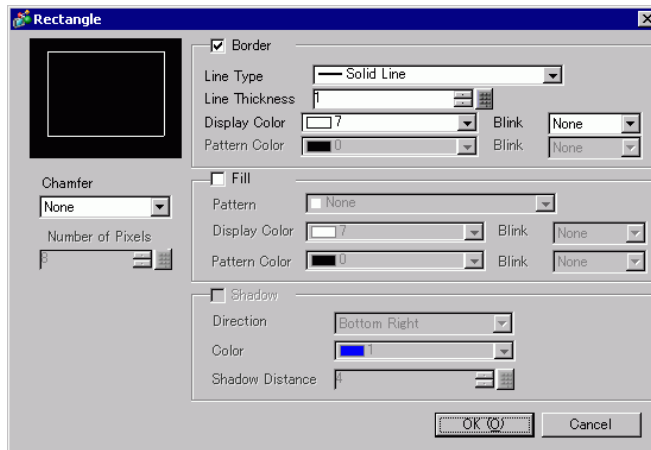 Rectangle
Border
Line Type Solid Line
Line Thickness 1
Display Color 7 Blink None
Pattern Color 0 Blink None
Chamfer
None
Number of Pixels
8
Fill
Pattern None
Display Color 7 Blink None
Pattern Color 0 Blink None
Shadow
Direction Bottom Right
Color 1
Shadow Distance 4
OK (O) Cancel